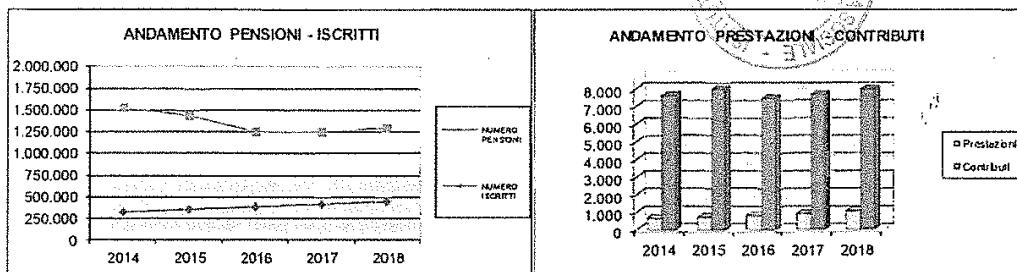 ANDAMENTO PENSIONI - ISCRITTI
2.000.000
1.750.000
1.500.000
1.250.000
1.000.000
750.000
500.000
250.000
0
2014 2015 2016 2017 2018
NUMERO
PENSIONI
NUMERO
ISCRITTI
ANDAMENTO PRESTAZIONI - CONTRIBUTI
8.000
7.000
6.000
5.000
4.000
3.000
2.000
1.000
0
2014 2015 2016 2017 2018
Prestazioni
Contributi